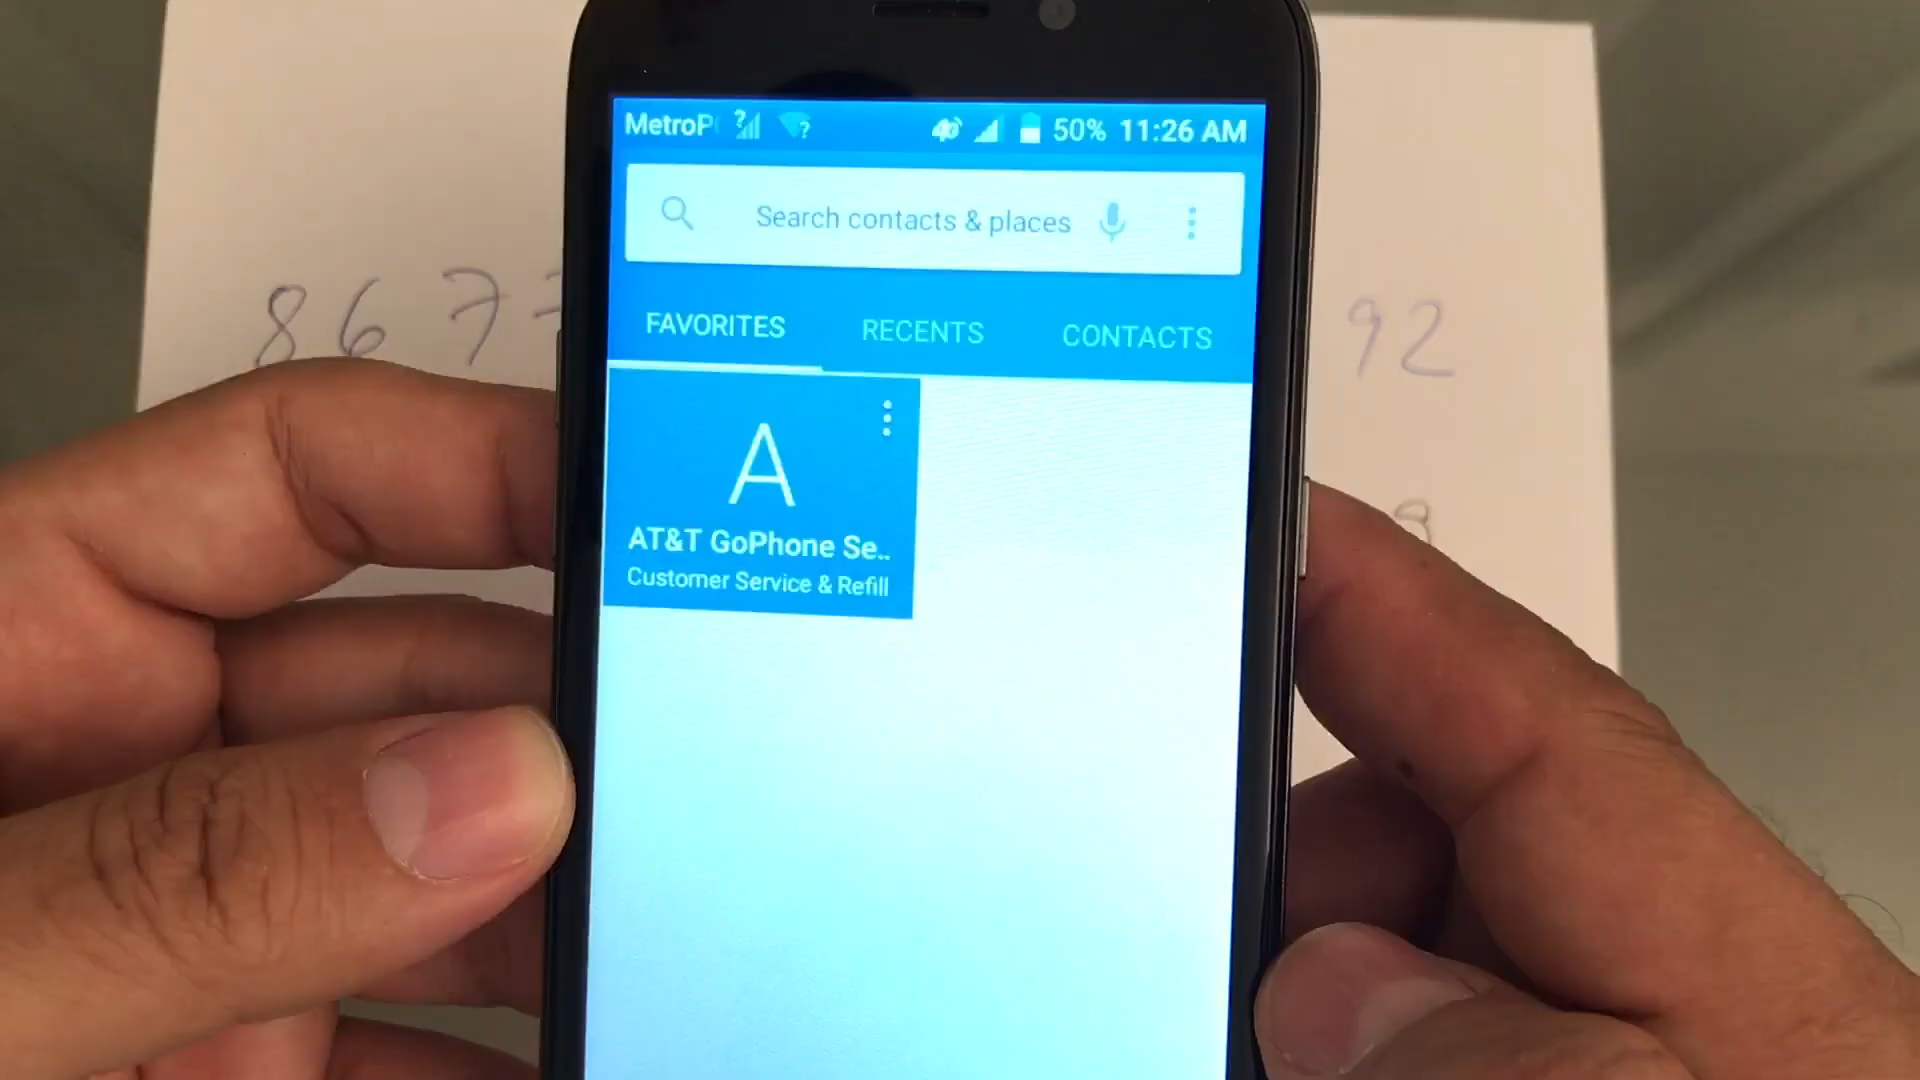 MetroP 50% 11:26 AM
Search contacts & places
FAVORITES RECENTS CONTACTS
A
AT&T GoPhone Se..
Customer Service & Refill
867 92